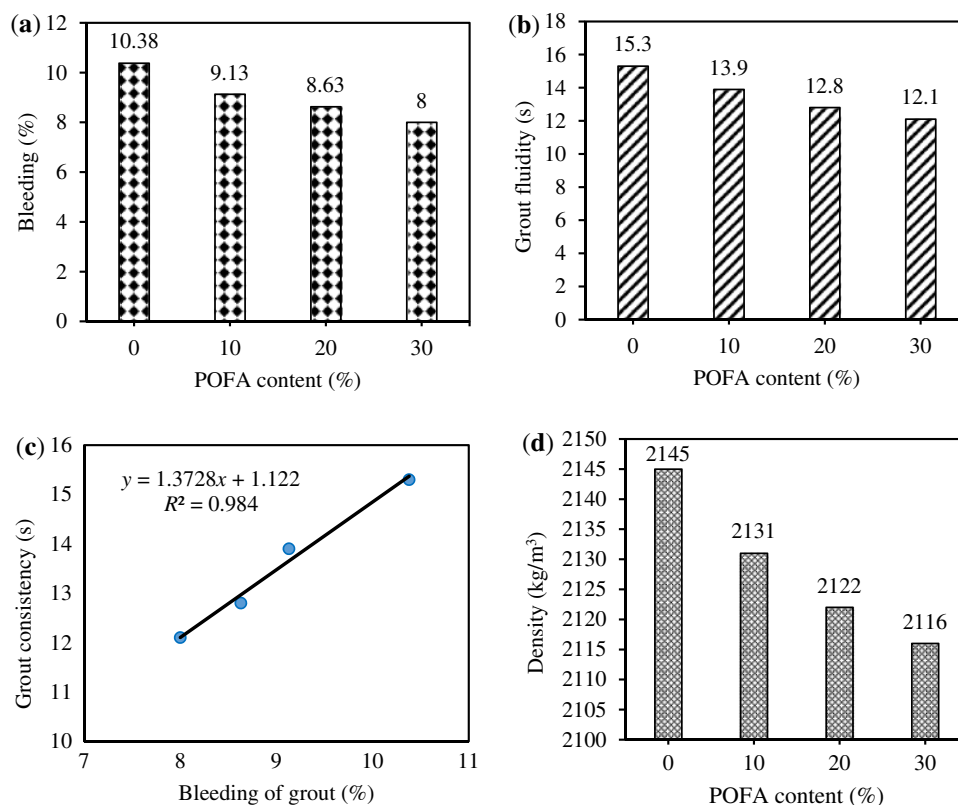 (a)
12
10
8
6
4
2
0
Bleeding (%)
10.38
9.13
8.63
8
0 10 20 30
POFA content (%)
(b)
18
16
14
12
10
8
6
4
2
0
Grout fluidity (s)
15.3
13.9
12.8
12.1
0 10 20 30
POFA content (%)
(c)
16
15
14
13
12
11
10
Grout consistency (s)
y = 1.3728x + 1.122
R² = 0.984
7 8 9 10 11
Bleeding of grout (%)
(d)
2150
2145
2140
2135
2130
2125
2120
2115
2110
2105
2100
Density (kg/m³)
2145
2131
2122
2116
0 10 20 30
POFA content (%)